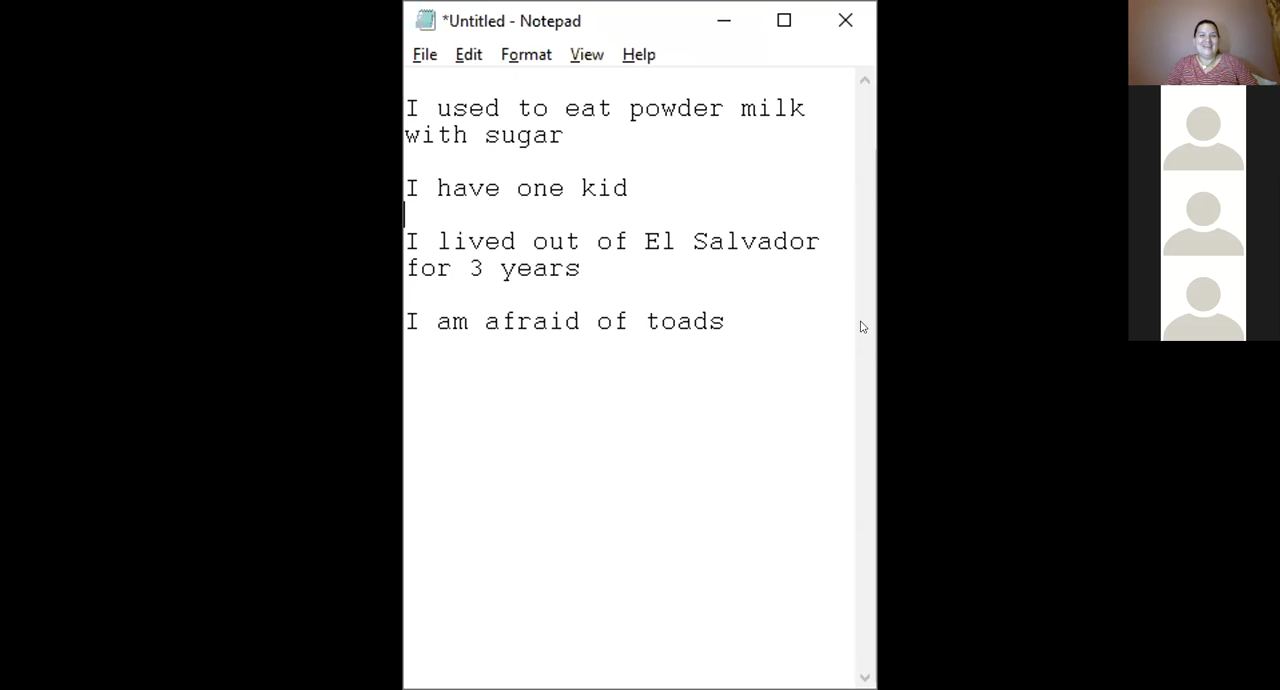 *Untitled - Notepad
File Edit Format View Help
I used to eat powder milk
with sugar
I have one kid
I lived out of El Salvador
for 3 years
I am afraid of toads